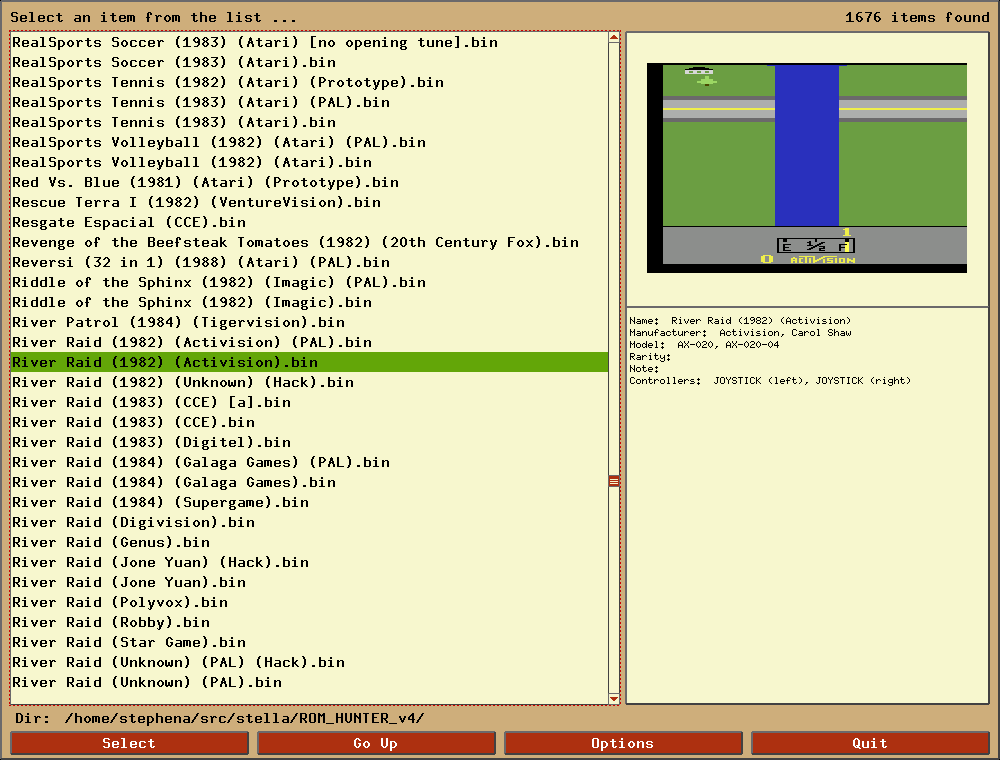 Select an item from the list ...
1676 items found
RealSports Soccer (1983) (Atari) [no opening tune].bin
RealSports Soccer (1983) (Atari).bin
RealSports Tennis (1982) (Atari) (Prototype).bin
RealSports Tennis (1983) (Atari) (PAL).bin
RealSports Tennis (1983) (Atari).bin
RealSports Volleyball (1982) (Atari) (PAL).bin
RealSports Volleyball (1982) (Atari).bin
Red Vs. Blue (1981) (Atari) (Prototype).bin
Rescue Terra I (1982) (VentureVision).bin
Resgate Espacial (CCE).bin
Revenge of the Beefsteak Tomatoes (1982) (20th Century Fox).bin
Reversi (32 in 1) (1988) (Atari) (PAL).bin
Riddle of the Sphinx (1982) (Imagic) (PAL).bin
Riddle of the Sphinx (1982) (Imagic).bin
River Patrol (1984) (Tigervision).bin
River Raid (1982) (Activision) (PAL).bin
River Raid (1982) (Activision).bin
River Raid (1982) (Unknown) (Hack).bin
River Raid (1983) (CCE) [a].bin
River Raid (1983) (CCE).bin
River Raid (1983) (Digitel).bin
River Raid (1984) (Galaga Games) (PAL).bin
River Raid (1984) (Galaga Games).bin
River Raid (1984) (Supergame).bin
River Raid (Digivision).bin
River Raid (Genus).bin
River Raid (Jone Yuan) (Hack).bin
River Raid (Jone Yuan).bin
River Raid (Polyvox).bin
River Raid (Robby).bin
River Raid (Star Game).bin
River Raid (Unknown) (PAL) (Hack).bin
River Raid (Unknown) (PAL).bin
1
E ½ F
0 ACTIVISION
Name: River Raid (1982) (Activision)
Manufacturer: Activision, Carol Shaw
Model: AX-020, AX-020-04
Rarity:
Note:
Controllers: JOYSTICK (left), JOYSTICK (right)
Dir: /home/stephena/src/stella/ROM_HUNTER_v4/
Select
Go Up
Options
Quit